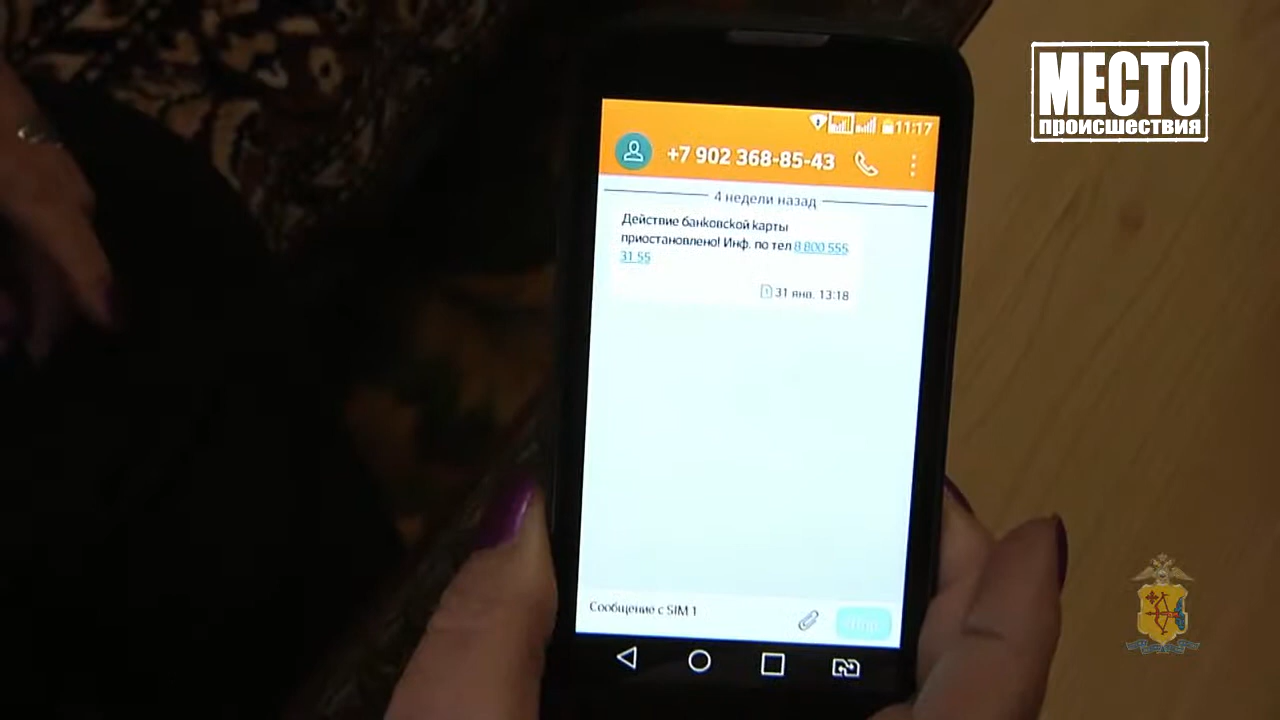 МЕСТО
ПРОИСШЕСТВИЯ
11:17
+7 902 368-85-43
4 недели назад
Действие банковской карты
приостановлено! Инф. по тел 8 800 555
31 55
31 янв. 13:18
Сообщение с SIM 1